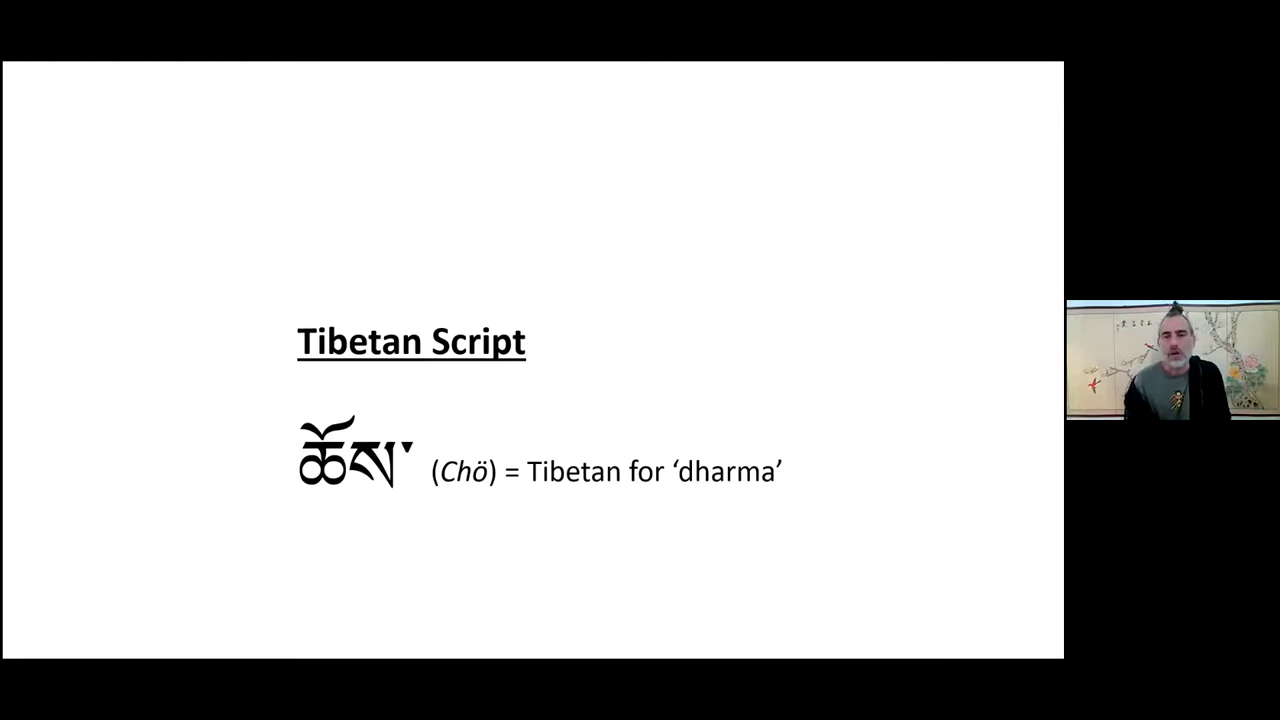 Tibetan Script
ཆོས་ (Chö) = Tibetan for ‘dharma’